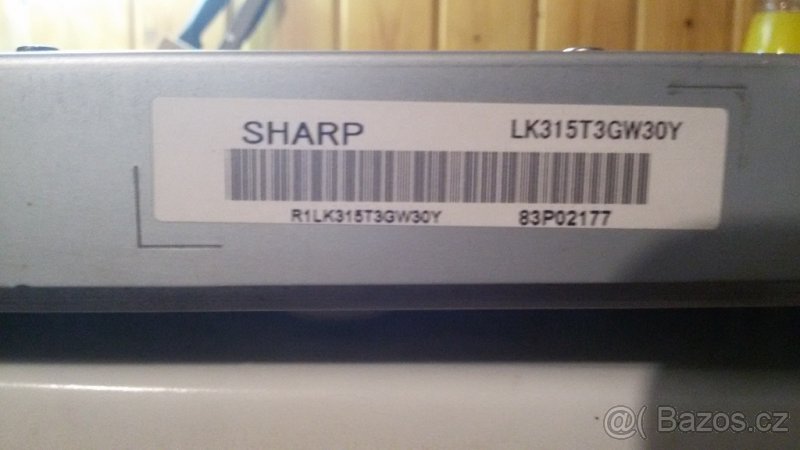 SHARP LK315T3GW30Y
R1LK315T3GW30Y 83P02177
@( Bazos.cz